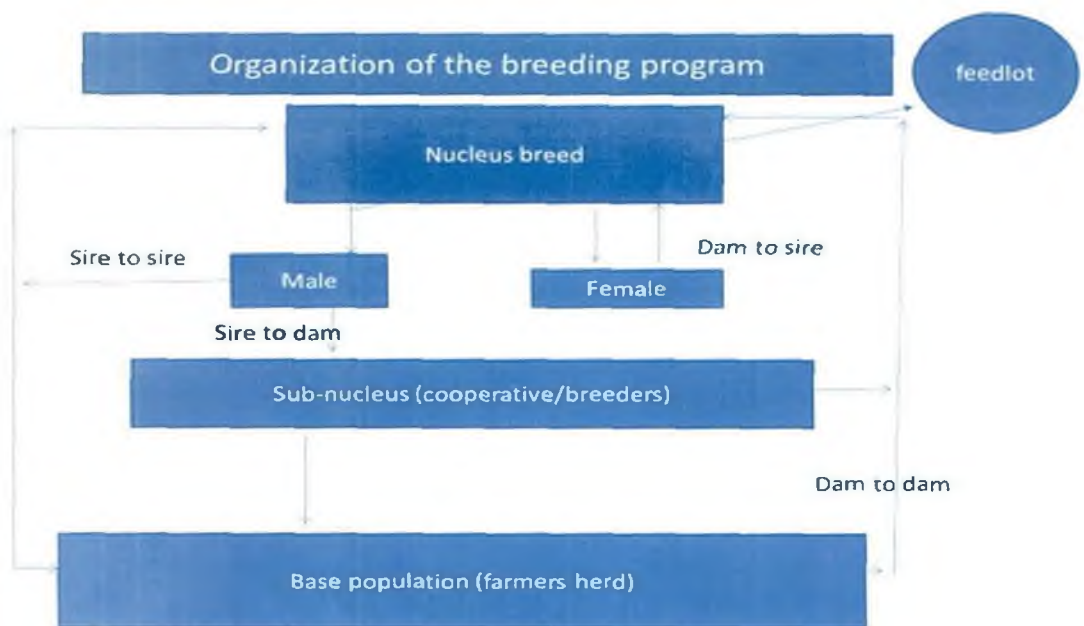 Organization of the breeding program
feedlot
Nucleus breed
Sire to sire
Dam to sire
Male
Female
Sire to dam
Sub-nucleus (cooperative/breeders)
Dam to dam
Base population (farmers herd)